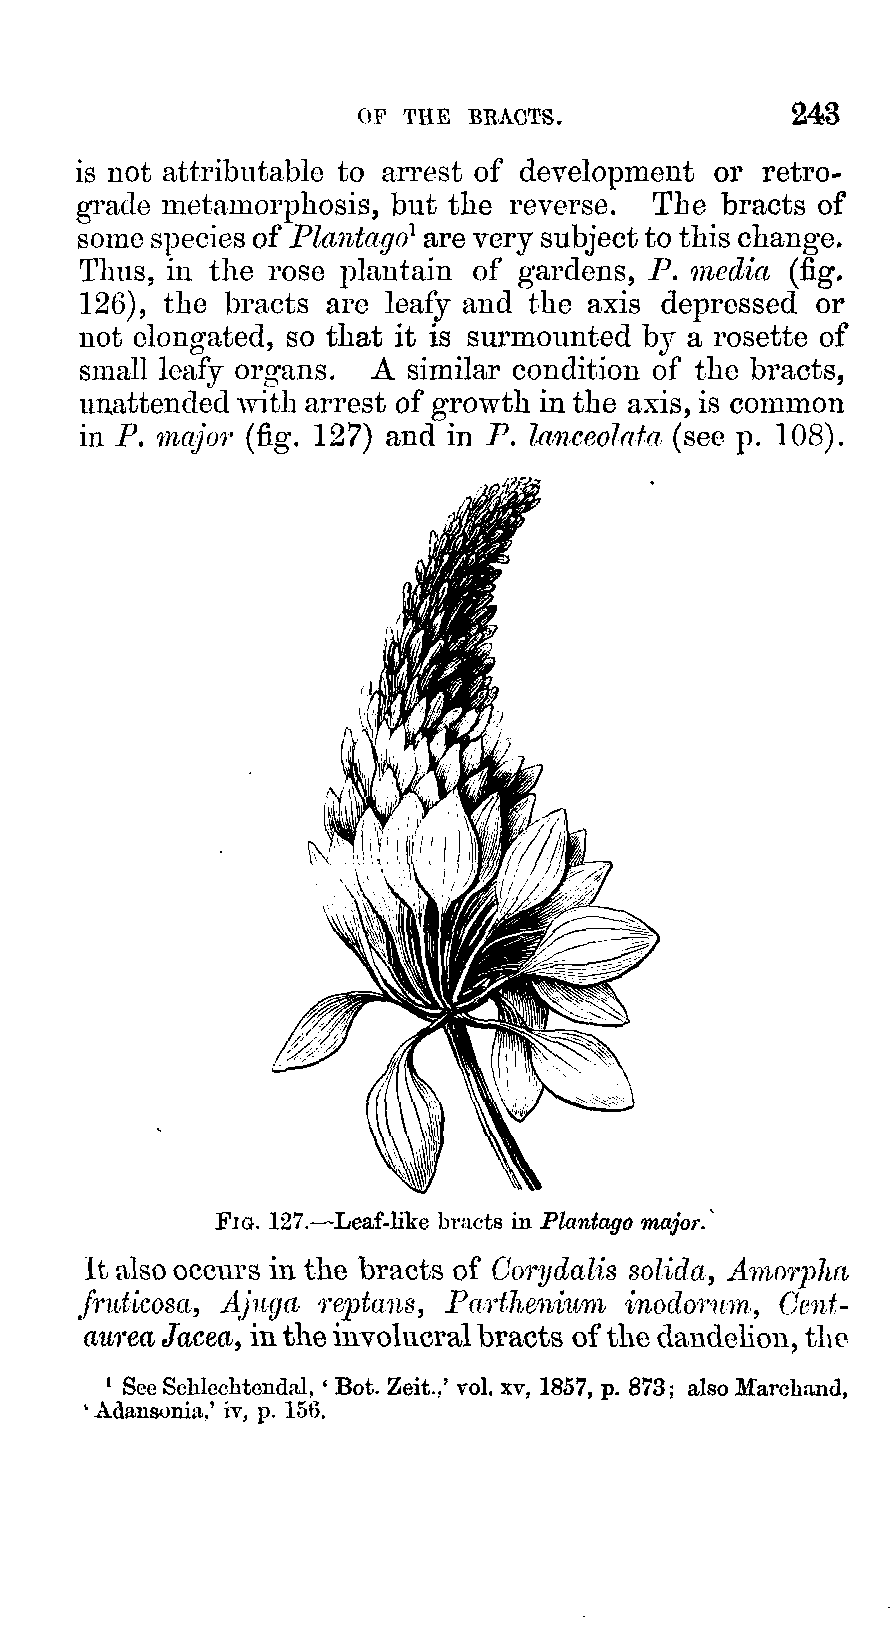 OF THE BRACTS. 243
is not attributable to arrest of development or retro-
grade metamorphosis, but the reverse. The bracts of
some species of Plantago¹ are very subject to this change.
Thus, in the rose plantain of gardens, P. media (fig.
126), the bracts are leafy and the axis depressed or
not elongated, so that it is surmounted by a rosette of
small leafy organs. A similar condition of the bracts,
unattended with arrest of growth in the axis, is common
in P. major (fig. 127) and in P. lanceolata (see p. 108).
FIG. 127.—Leaf-like bracts in Plantago major.
It also occurs in the bracts of Corydalis solida, Amorpha
fruticosa, Ajuga reptans, Parthenium inodorum, Cent-
aurea Jacea, in the involucral bracts of the dandelion, the
¹ See Schlechtendal, ‘Bot. Zeit.,’ vol. xv, 1857, p. 873; also Marchand,
‘Adansonia,’ iv, p. 156.